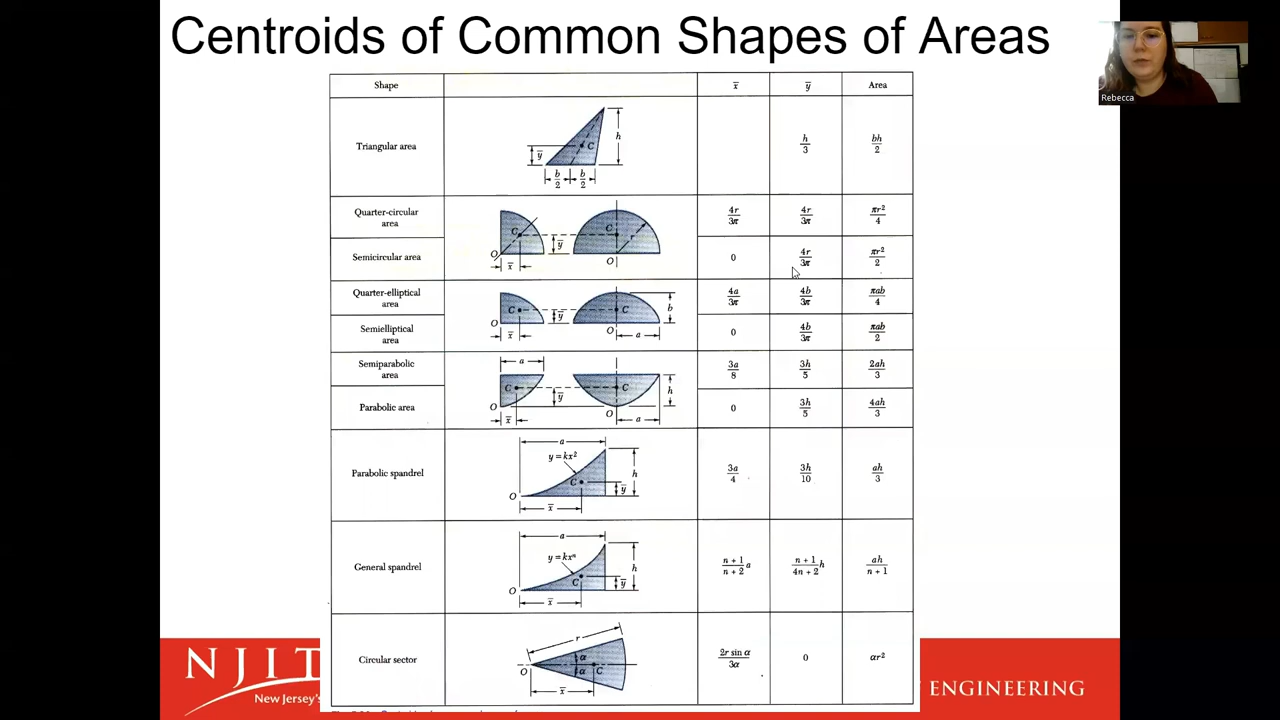 Centroids of Common Shapes of Areas
Rebecca
Shape x̅ y̅ Area
Triangular area
C
h
y̅
b/2 b/2
h/3
bh/2
Quarter-circular
area
4r/3π
4r/3π
πr²/4
C
O
x̅
y̅
C
r
O
Semicircular area
0
4r/3π
πr²/2
Quarter-elliptical
area
4a/3π
4b/3π
πab/4
C
O
x̅
y̅
C
b
O
a
Semielliptical
area
0
4b/3π
πab/2
Semiparabolic
area
3a/8
3h/5
2ah/3
a
C
O
x̅
y̅
C
h
O
a
Parabolic area
0
3h/5
4ah/3
Parabolic spandrel
a
y = kx²
h
C
y̅
O
x̅
3a/4
3h/10
ah/3
General spandrel
a
y = kxⁿ
h
C
y̅
O
x̅
n + 1/n + 2 a
n + 1/4n + 2 h
ah/n + 1
Circular sector
r
α
α
C
O
x̅
2r sin α/3α
0
αr²
NJIT
New Jersey's
ENGINEERING